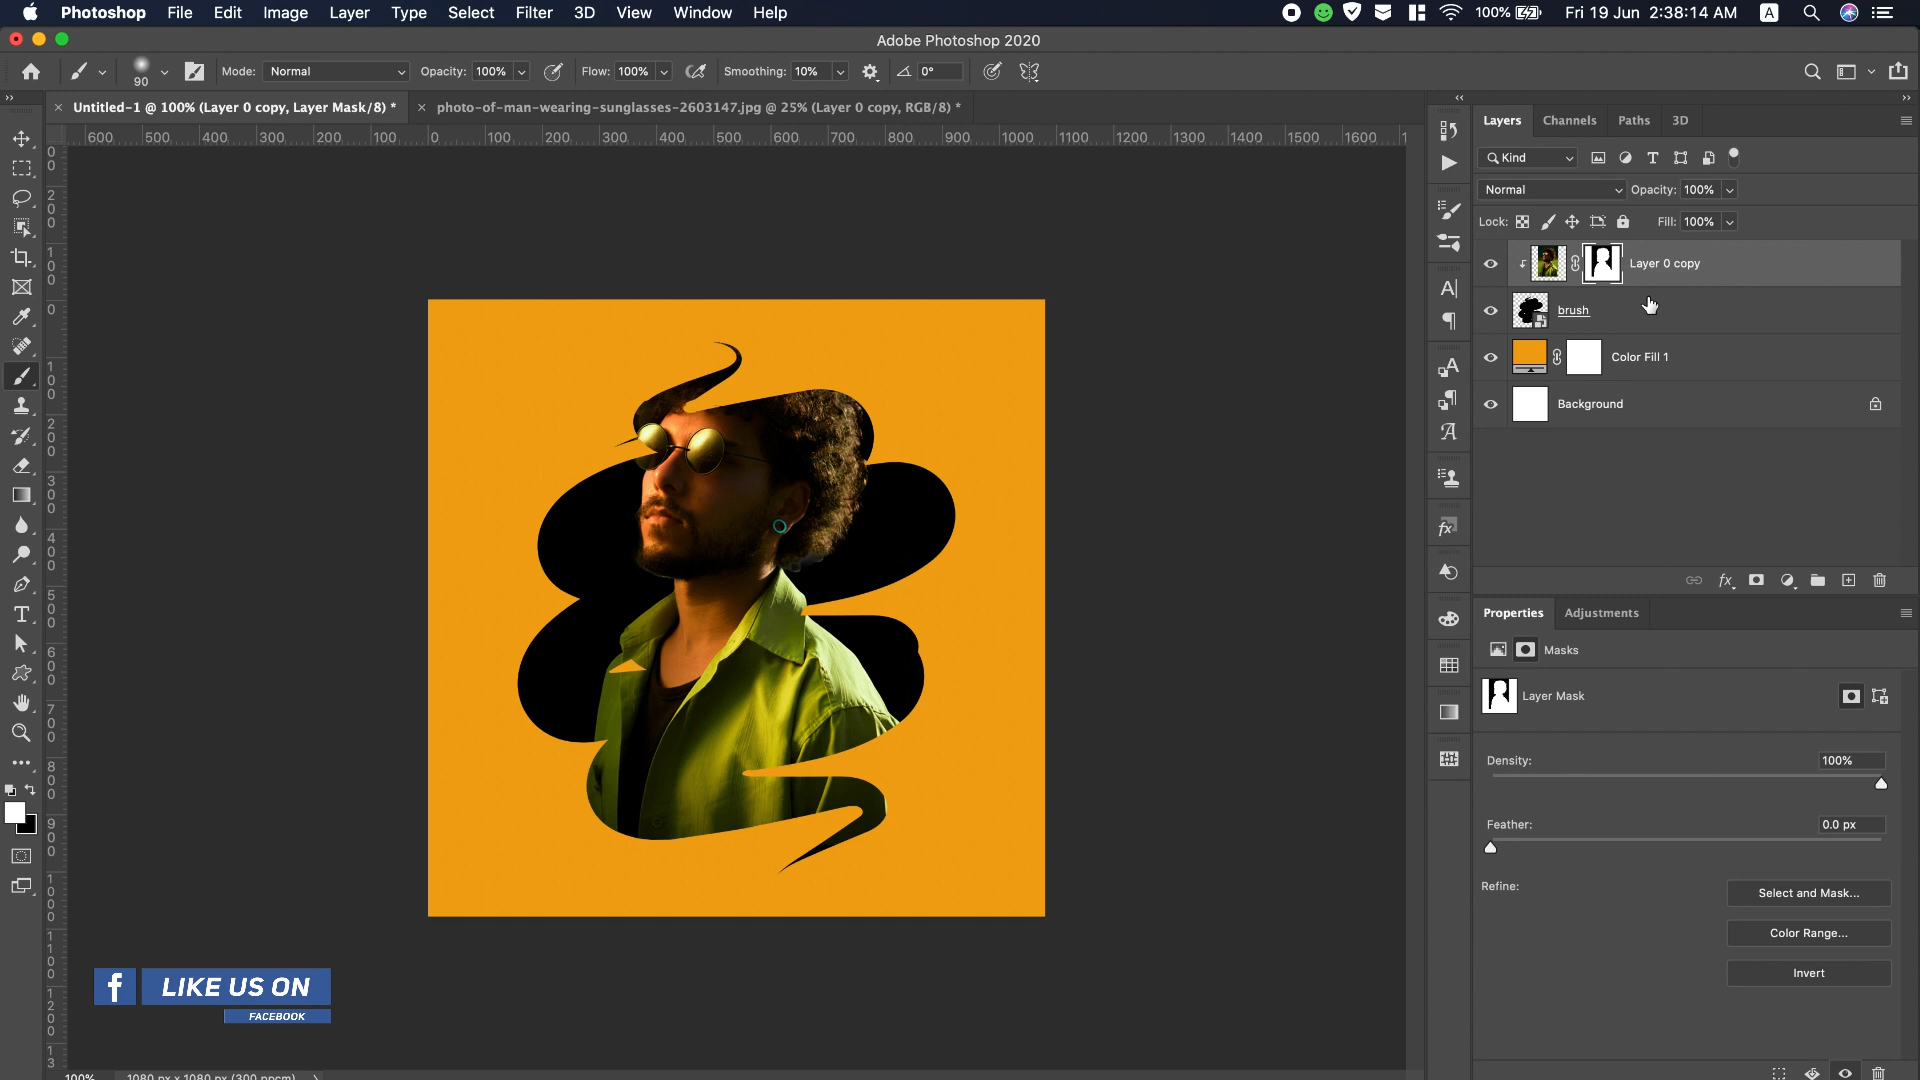 Photoshop File Edit Image Layer Type Select Filter 3D View Window Help 100% Fri 19 Jun 2:38:14 AM A
Adobe Photoshop 2020
90 Mode: Normal Opacity: 100% Flow: 100% Smoothing: 10% 0°
Untitled-1 @ 100% (Layer 0 copy, Layer Mask/8) * photo-of-man-wearing-sunglasses-2603147.jpg @ 25% (Layer 0 copy, RGB/8) *
600 500 400 300 200 100 0 100 200 300 400 500 600 700 800 900 1000 1100 1200 1300 1400 1500 1600
Layers Channels Paths 3D
Kind
Normal Opacity: 100%
Lock: Fill: 100%
Layer 0 copy
brush
Color Fill 1
Background
fx
Properties Adjustments
Masks
Layer Mask
Density: 100%
Feather: 0.0 px
Refine:
Select and Mask...
Color Range...
Invert
f LIKE US ON
FACEBOOK
100% 1080 px x 1080 px (300 ppcm)